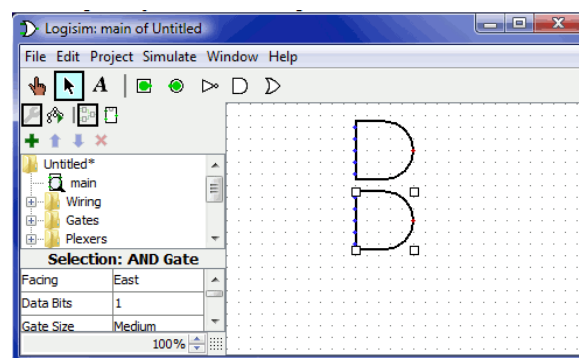 Logisim: main of Untitled
File Edit Project Simulate Window Help
A
Untitled*
main
Wiring
Gates
Plexers
Selection: AND Gate
Facing East
Data Bits 1
Gate Size Medium
100%